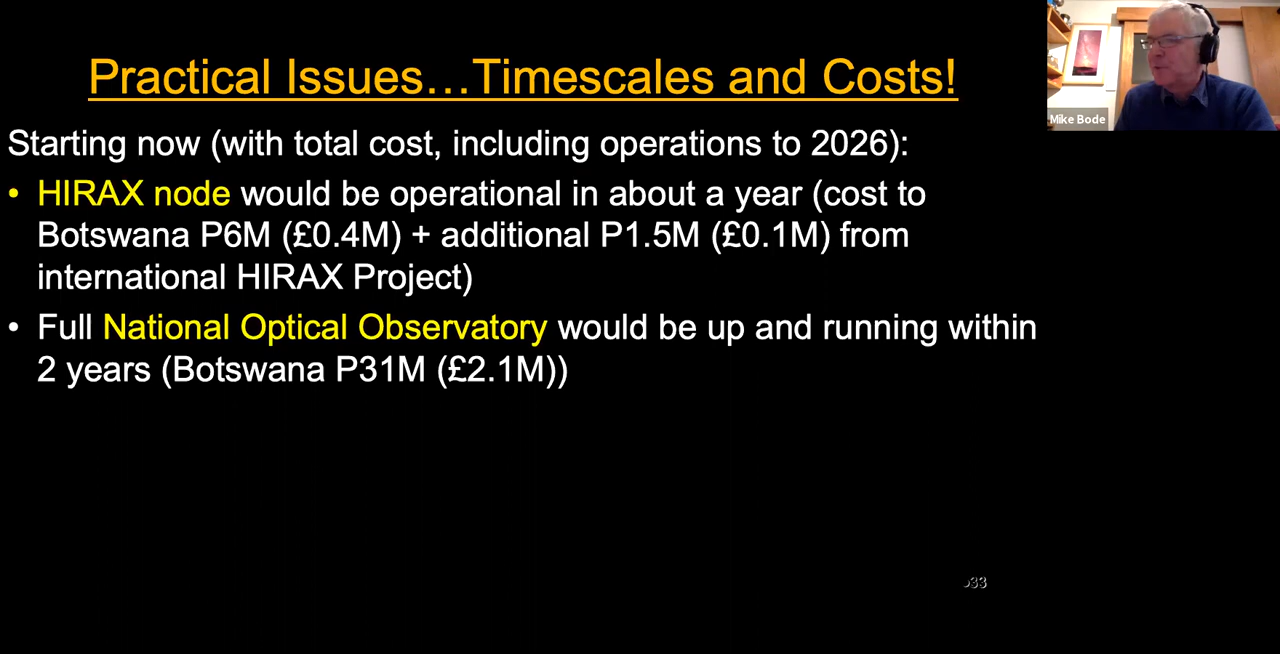 Practical Issues…Timescales and Costs!
Mike Bode
Starting now (with total cost, including operations to 2026):
• HIRAX node would be operational in about a year (cost to
Botswana P6M (£0.4M) + additional P1.5M (£0.1M) from
international HIRAX Project)
• Full National Optical Observatory would be up and running within
2 years (Botswana P31M (£2.1M))
33